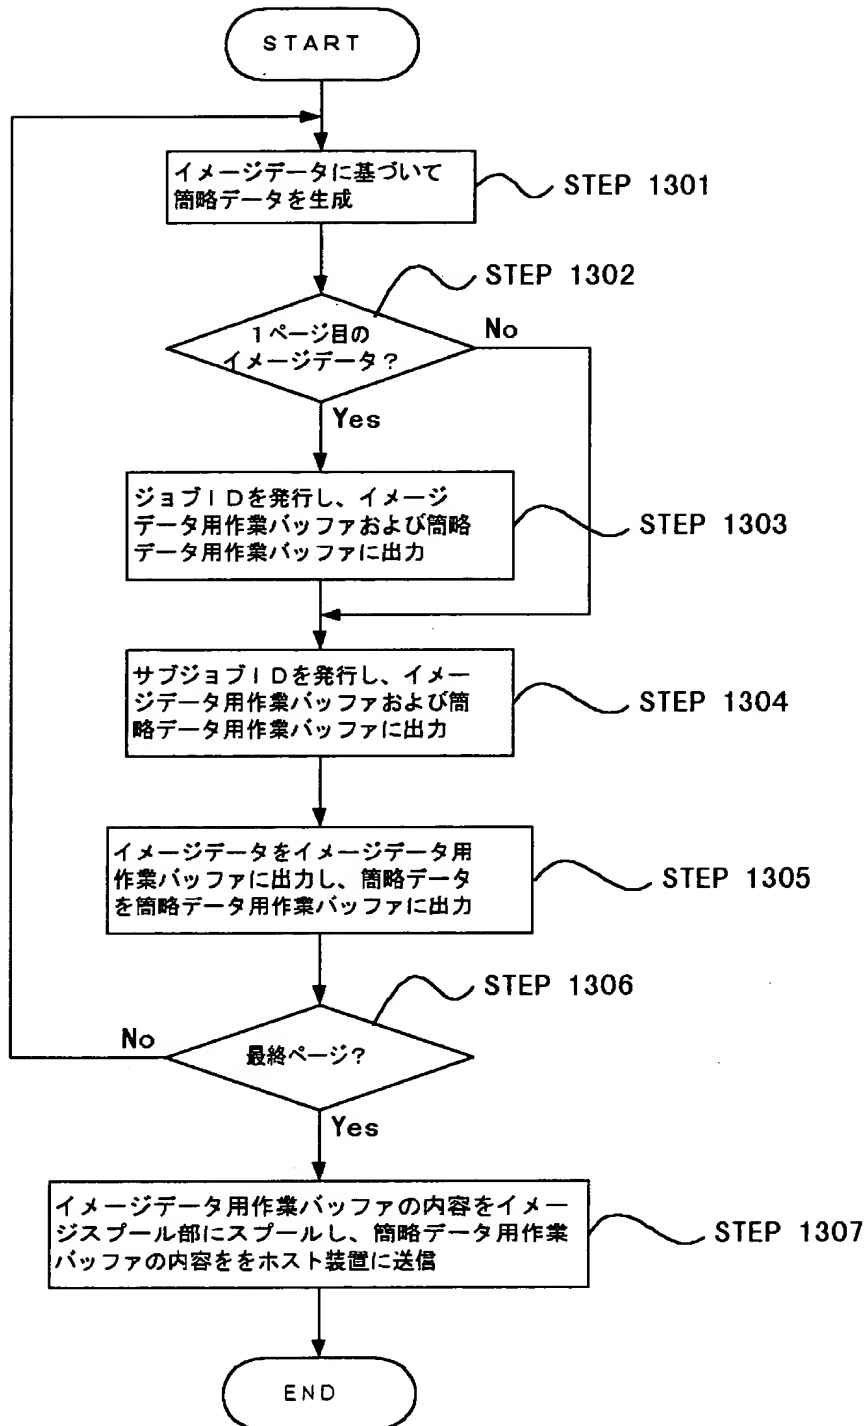 START
イメージデータに基づいて
簡略データを生成
STEP 1301
STEP 1302
1ページ目の
イメージデータ？
No
Yes
ジョブIDを発行し、イメージ
データ用作業バッファおよび簡略
データ用作業バッファに出力
STEP 1303
サブジョブIDを発行し、イメー
ジデータ用作業バッファおよび簡
略データ用作業バッファに出力
STEP 1304
イメージデータをイメージデータ用
作業バッファに出力し、簡略データ
を簡略データ用作業バッファに出力
STEP 1305
STEP 1306
No
最終ページ？
Yes
イメージデータ用作業バッファの内容をイメー
ジスプール部にスプールし、簡略データ用作業
バッファの内容ををホスト装置に送信
STEP 1307
END